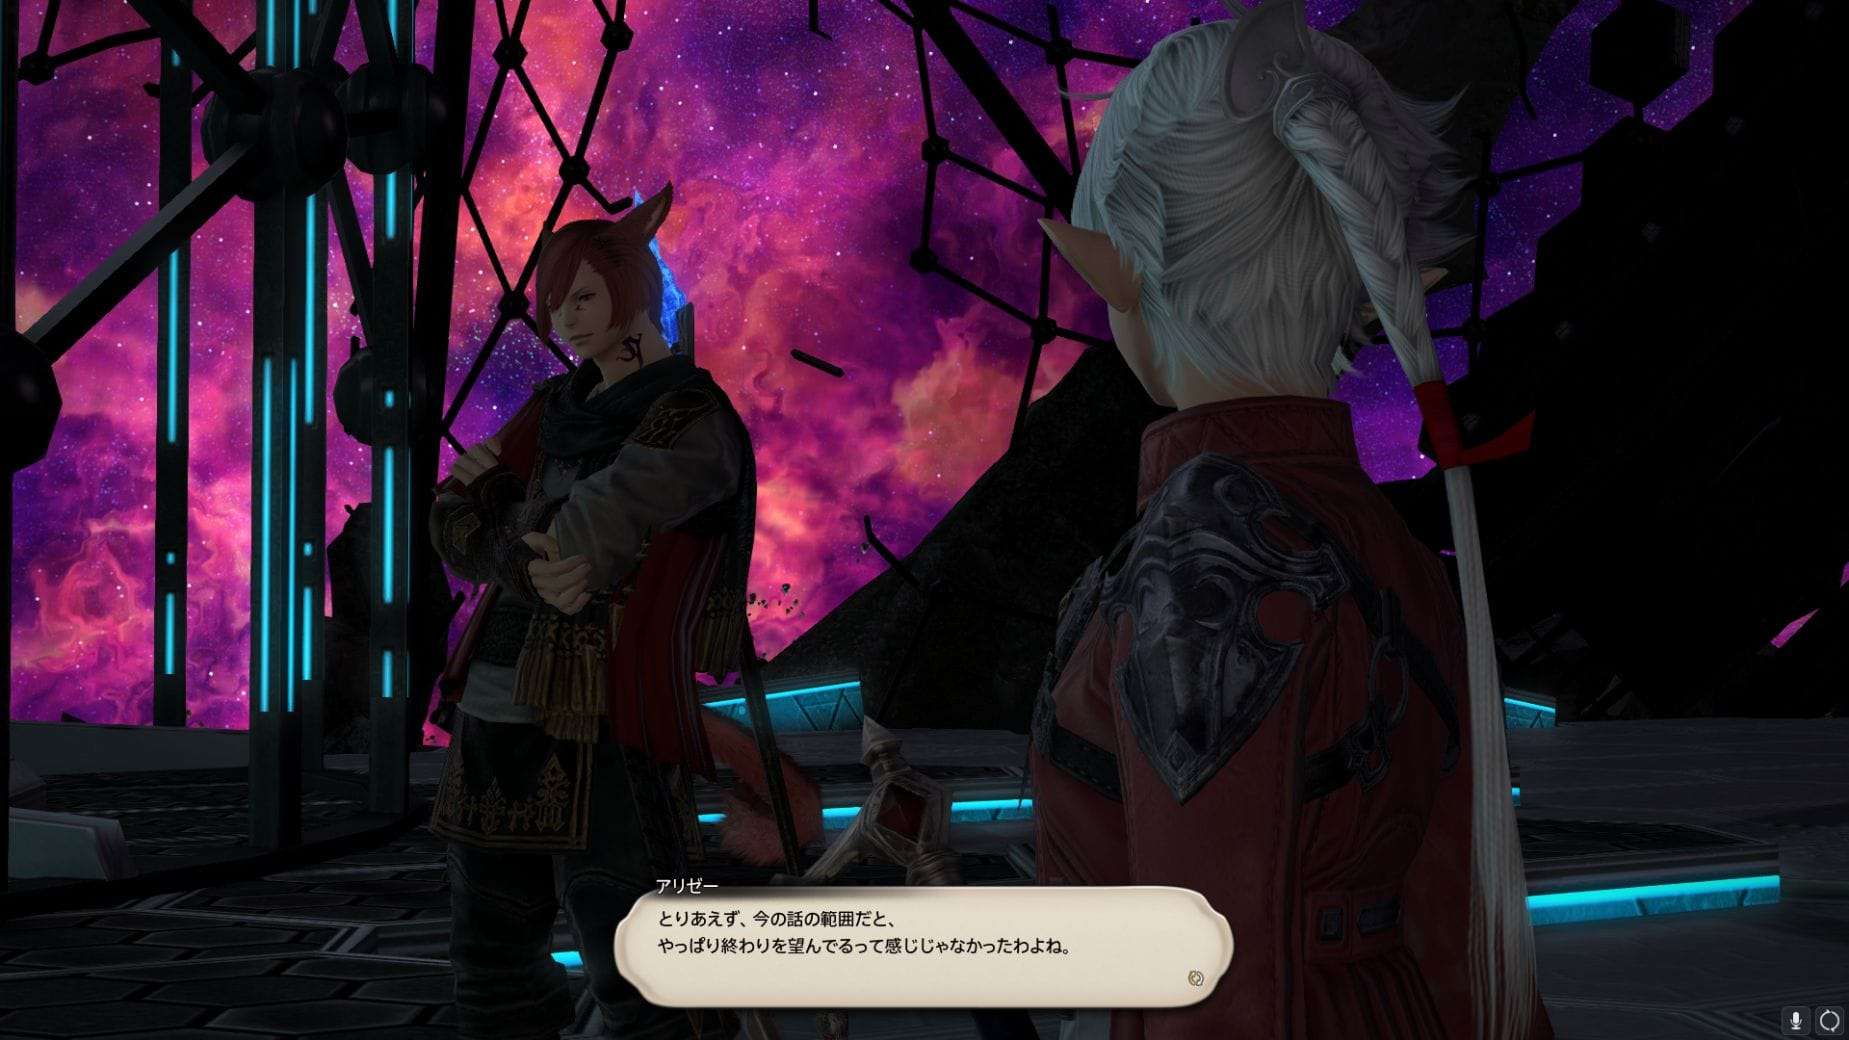 アリゼー
とりあえず、今の話の範囲だと、
やっぱり終わりを望んでるって感じじゃなかったわよね。